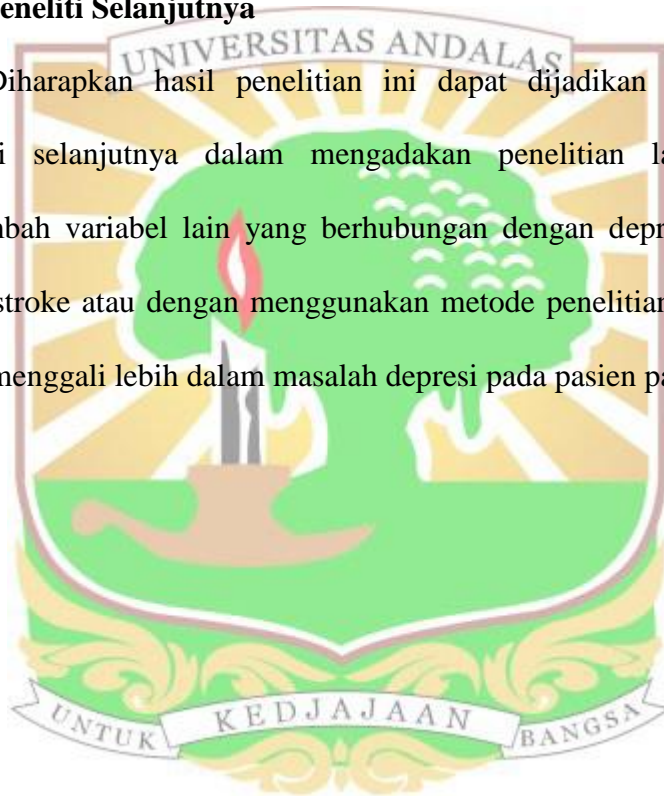 eneliti Selanjutnya
UNIVERSITAS ANDALAS
Diharapkan hasil penelitian ini dapat dijadikan
i selanjutnya dalam mengadakan penelitian la
nbah variabel lain yang berhubungan dengan depr
stroke atau dengan menggunakan metode penelitian
menggali lebih dalam masalah depresi pada pasien pa
UNTUK KEDJAJAAN BANGSA